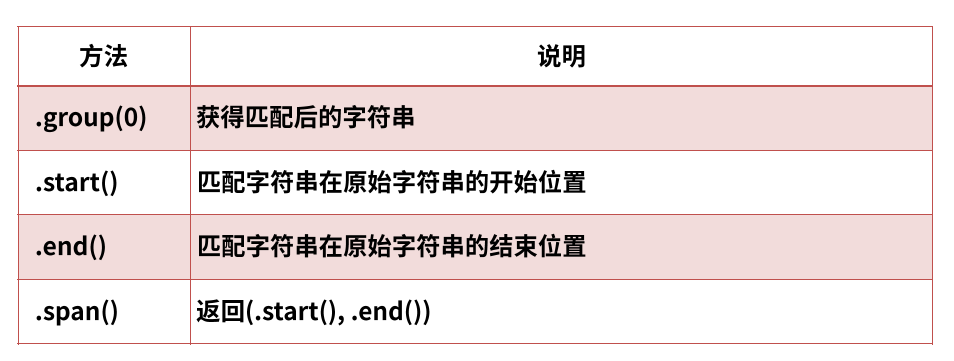 方法 说明
.group(0) 获得匹配后的字符串
.start() 匹配字符串在原始字符串的开始位置
.end() 匹配字符串在原始字符串的结束位置
.span() 返回(.start(), .end())